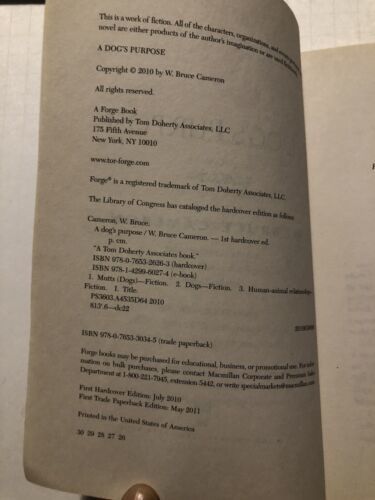 This is a work of fiction. All of the characters, organizations, and events
novel are either products of the author's imagination or are used fictitiously.
A DOG'S PURPOSE
Copyright © 2010 by W. Bruce Cameron
All rights reserved.
A Forge Book
Published by Tom Doherty Associates, LLC
175 Fifth Avenue
New York, NY 10010
www.tor-forge.com
Forge® is a registered trademark of Tom Doherty Associates, LLC.
The Library of Congress has cataloged the hardcover edition as follows:
Cameron, W. Bruce.
A dog's purpose / W. Bruce Cameron. — 1st hardcover ed.
p. cm.
"A Tom Doherty Associates book."
ISBN 978-0-7653-2626-3 (hardcover)
ISBN 978-1-4299-6027-4 (e-book)
1. Mutts (Dogs)—Fiction. 2. Dogs—Fiction. 3. Human-animal relationships—
Fiction. I. Title.
PS3603.A4535D64 2010
813'.6—dc22
ISBN 978-0-7653-3034-5 (trade paperback)
Forge books may be purchased for educational, business, or promotional use. For infor-
mation on bulk purchases, please contact Macmillan Corporate and Premium Sales
Department at 1-800-221-7945, extension 5442, or write specialmarkets@macmillan.com.
First Hardcover Edition: July 2010
First Trade Paperback Edition: May 2011
Printed in the United States of America
30 29 28 27 26